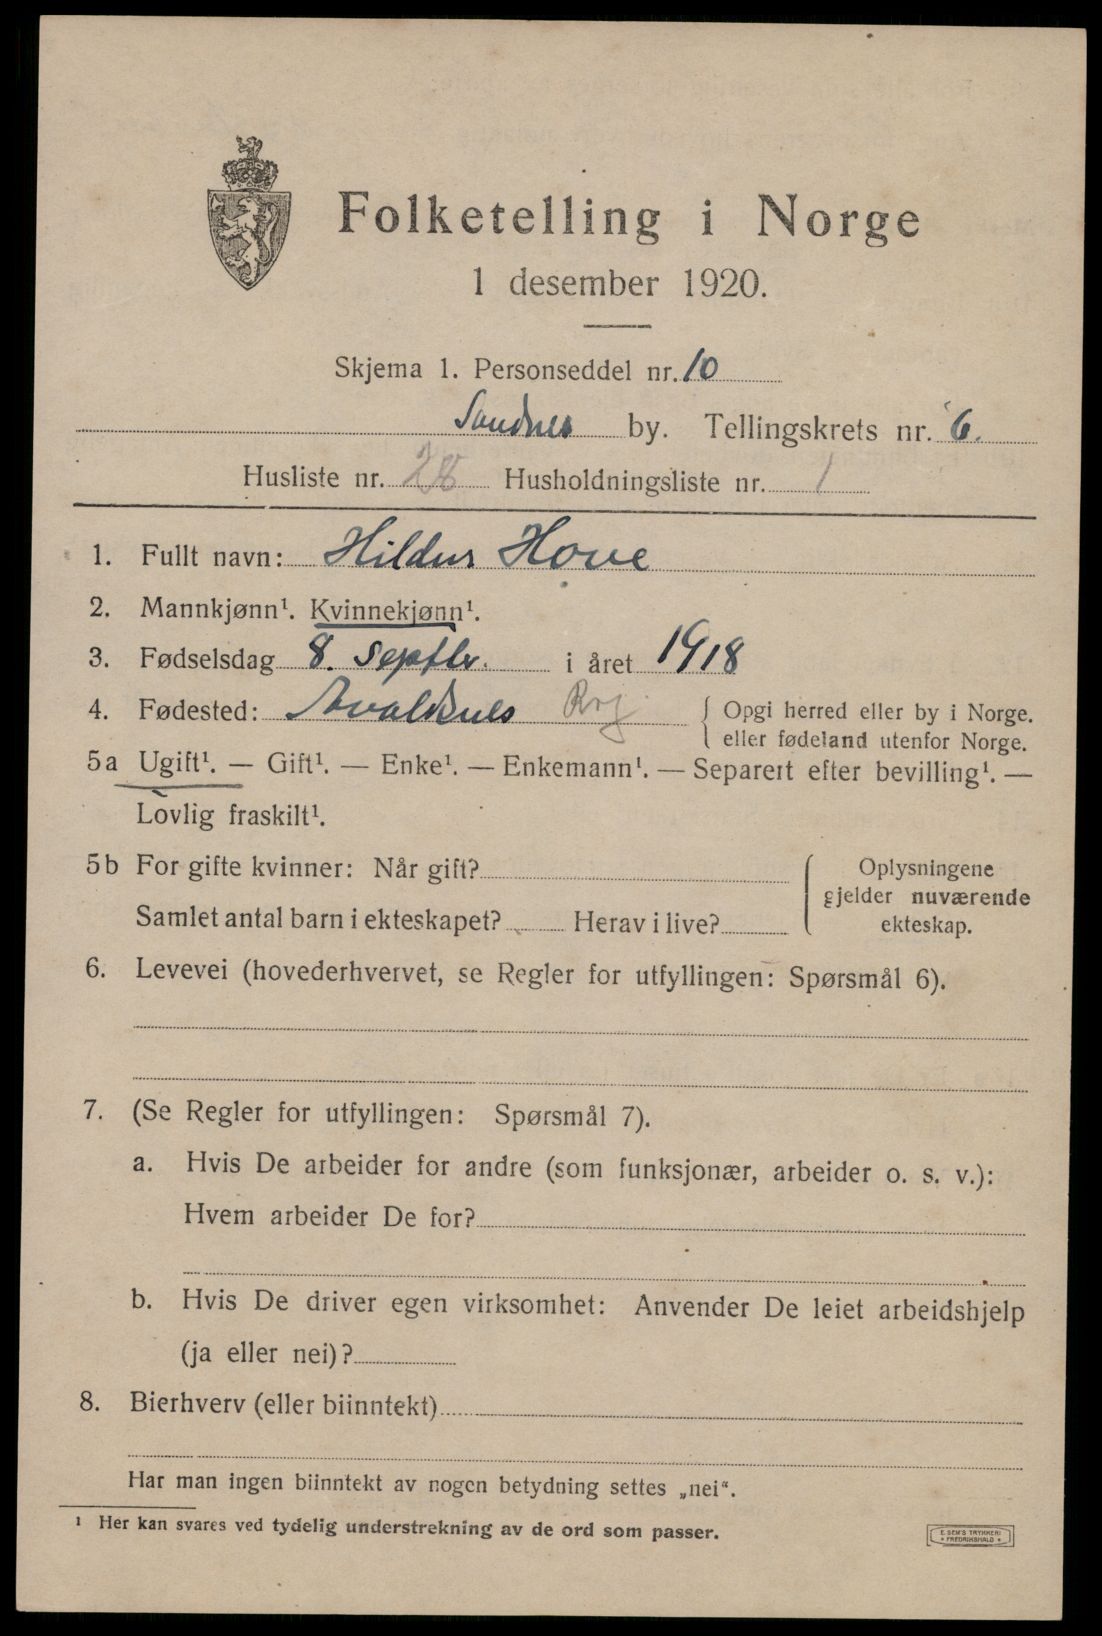 Folketelling i Norge
1 desember 1920.
Skjema 1. Personseddel nr. 10
Sandnes by. Tellingskrets nr. 6.
Husliste nr. 28 Husholdningsliste nr. 1
1. Fullt navn: Hildur Hove
2. Mannkjønn¹. Kvinnekjønn¹.
3. Fødselsdag 8. Septbr. i året 1918
4. Fødested: Avaldsnes Rog { Opgi herred eller by i Norge.
eller fødeland utenfor Norge.
5a Ugift¹. — Gift¹. — Enke¹. — Enkemann¹. — Separert efter bevilling¹. —
Lovlig fraskilt¹.
5b For gifte kvinner: Når gift? { Oplysningene
gjelder nuværende
Samlet antal barn i ekteskapet? Herav i live? ekteskap.
6. Levevei (hovederhvervet, se Regler for utfyllingen: Spørsmål 6).
7. (Se Regler for utfyllingen: Spørsmål 7).
a. Hvis De arbeider for andre (som funksjonær, arbeider o. s. v.):
Hvem arbeider De for?
b. Hvis De driver egen virksomhet: Anvender De leiet arbeidshjelp
(ja eller nei)?
8. Bierhverv (eller biinntekt)
Har man ingen biinntekt av nogen betydning settes „nei“.
¹ Her kan svares ved tydelig understrekning av de ord som passer.
E. SEM'S TRYKKERI
* FREDRIKSHALD *